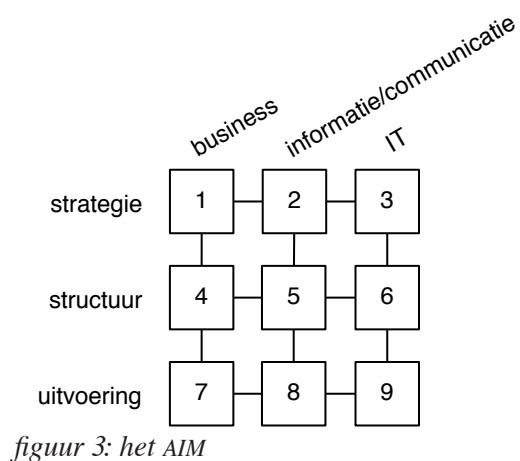 business informatie/communicatie IT
strategie 1 2 3
structuur 4 5 6
uitvoering 7 8 9
figuur 3: het AIM